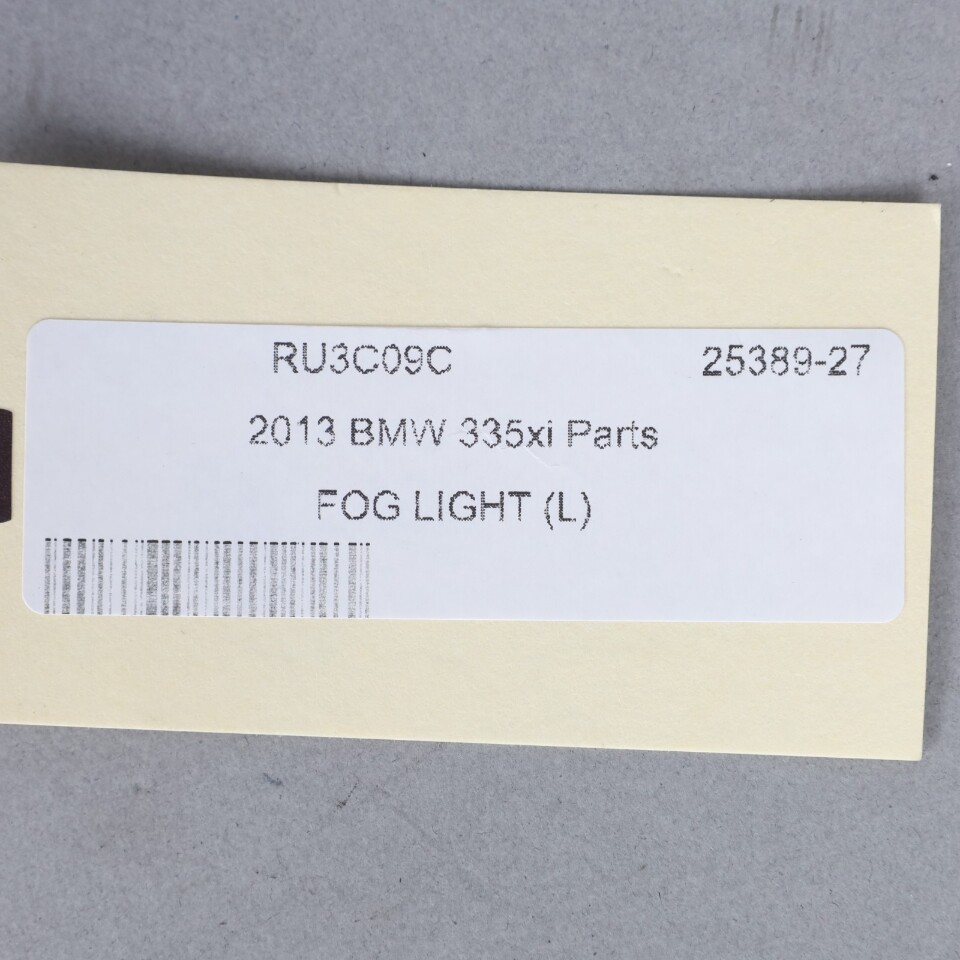 RU3C09C 25389-27
2013 BMW 335xi Parts
FOG LIGHT (L)